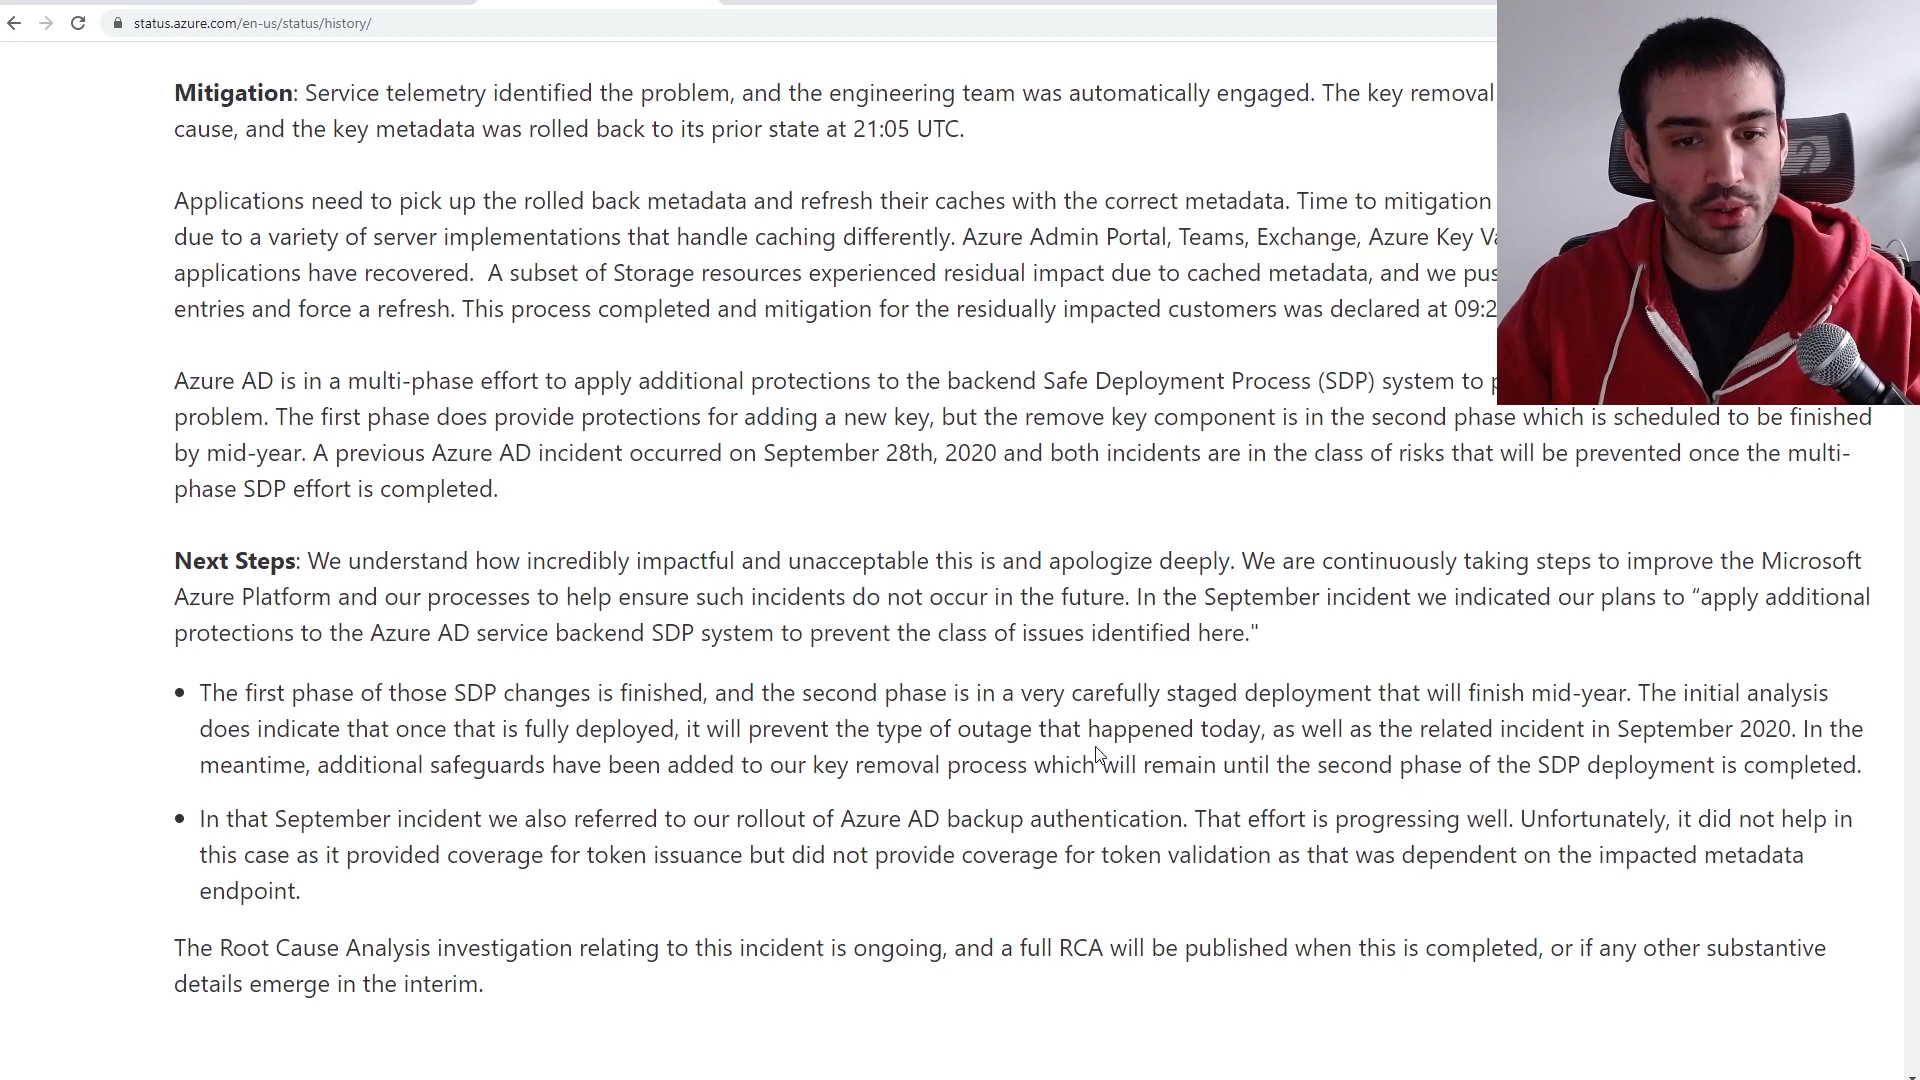 status.azure.com/en-us/status/history/
Mitigation: Service telemetry identified the problem, and the engineering team was automatically engaged. The key removal
cause, and the key metadata was rolled back to its prior state at 21:05 UTC.
Applications need to pick up the rolled back metadata and refresh their caches with the correct metadata. Time to mitigation
due to a variety of server implementations that handle caching differently. Azure Admin Portal, Teams, Exchange, Azure Key
applications have recovered.  A subset of Storage resources experienced residual impact due to cached metadata, and we
entries and force a refresh. This process completed and mitigation for the residually impacted customers was declared at
Azure AD is in a multi-phase effort to apply additional protections to the backend Safe Deployment Process (SDP) system to
problem. The first phase does provide protections for adding a new key, but the remove key component is in the second phase which is scheduled to be finished
by mid-year. A previous Azure AD incident occurred on September 28th, 2020 and both incidents are in the class of risks that will be prevented once the multi-
phase SDP effort is completed.
Next Steps: We understand how incredibly impactful and unacceptable this is and apologize deeply. We are continuously taking steps to improve the Microsoft
Azure Platform and our processes to help ensure such incidents do not occur in the future. In the September incident we indicated our plans to “apply additional
protections to the Azure AD service backend SDP system to prevent the class of issues identified here."
• The first phase of those SDP changes is finished, and the second phase is in a very carefully staged deployment that will finish mid-year. The initial analysis
does indicate that once that is fully deployed, it will prevent the type of outage that happened today, as well as the related incident in September 2020. In the
meantime, additional safeguards have been added to our key removal process which will remain until the second phase of the SDP deployment is completed.
• In that September incident we also referred to our rollout of Azure AD backup authentication. That effort is progressing well. Unfortunately, it did not help in
this case as it provided coverage for token issuance but did not provide coverage for token validation as that was dependent on the impacted metadata
endpoint.
The Root Cause Analysis investigation relating to this incident is ongoing, and a full RCA will be published when this is completed, or if any other substantive
details emerge in the interim.